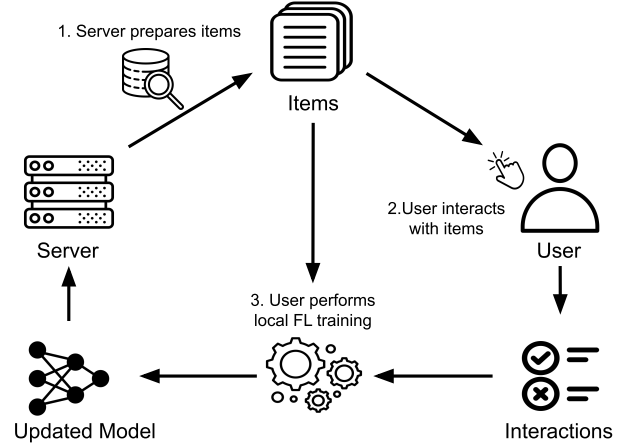 1. Server prepares items
Items
2.User interacts
with items
Server
User
3. User performs
local FL training
Updated Model
Interactions